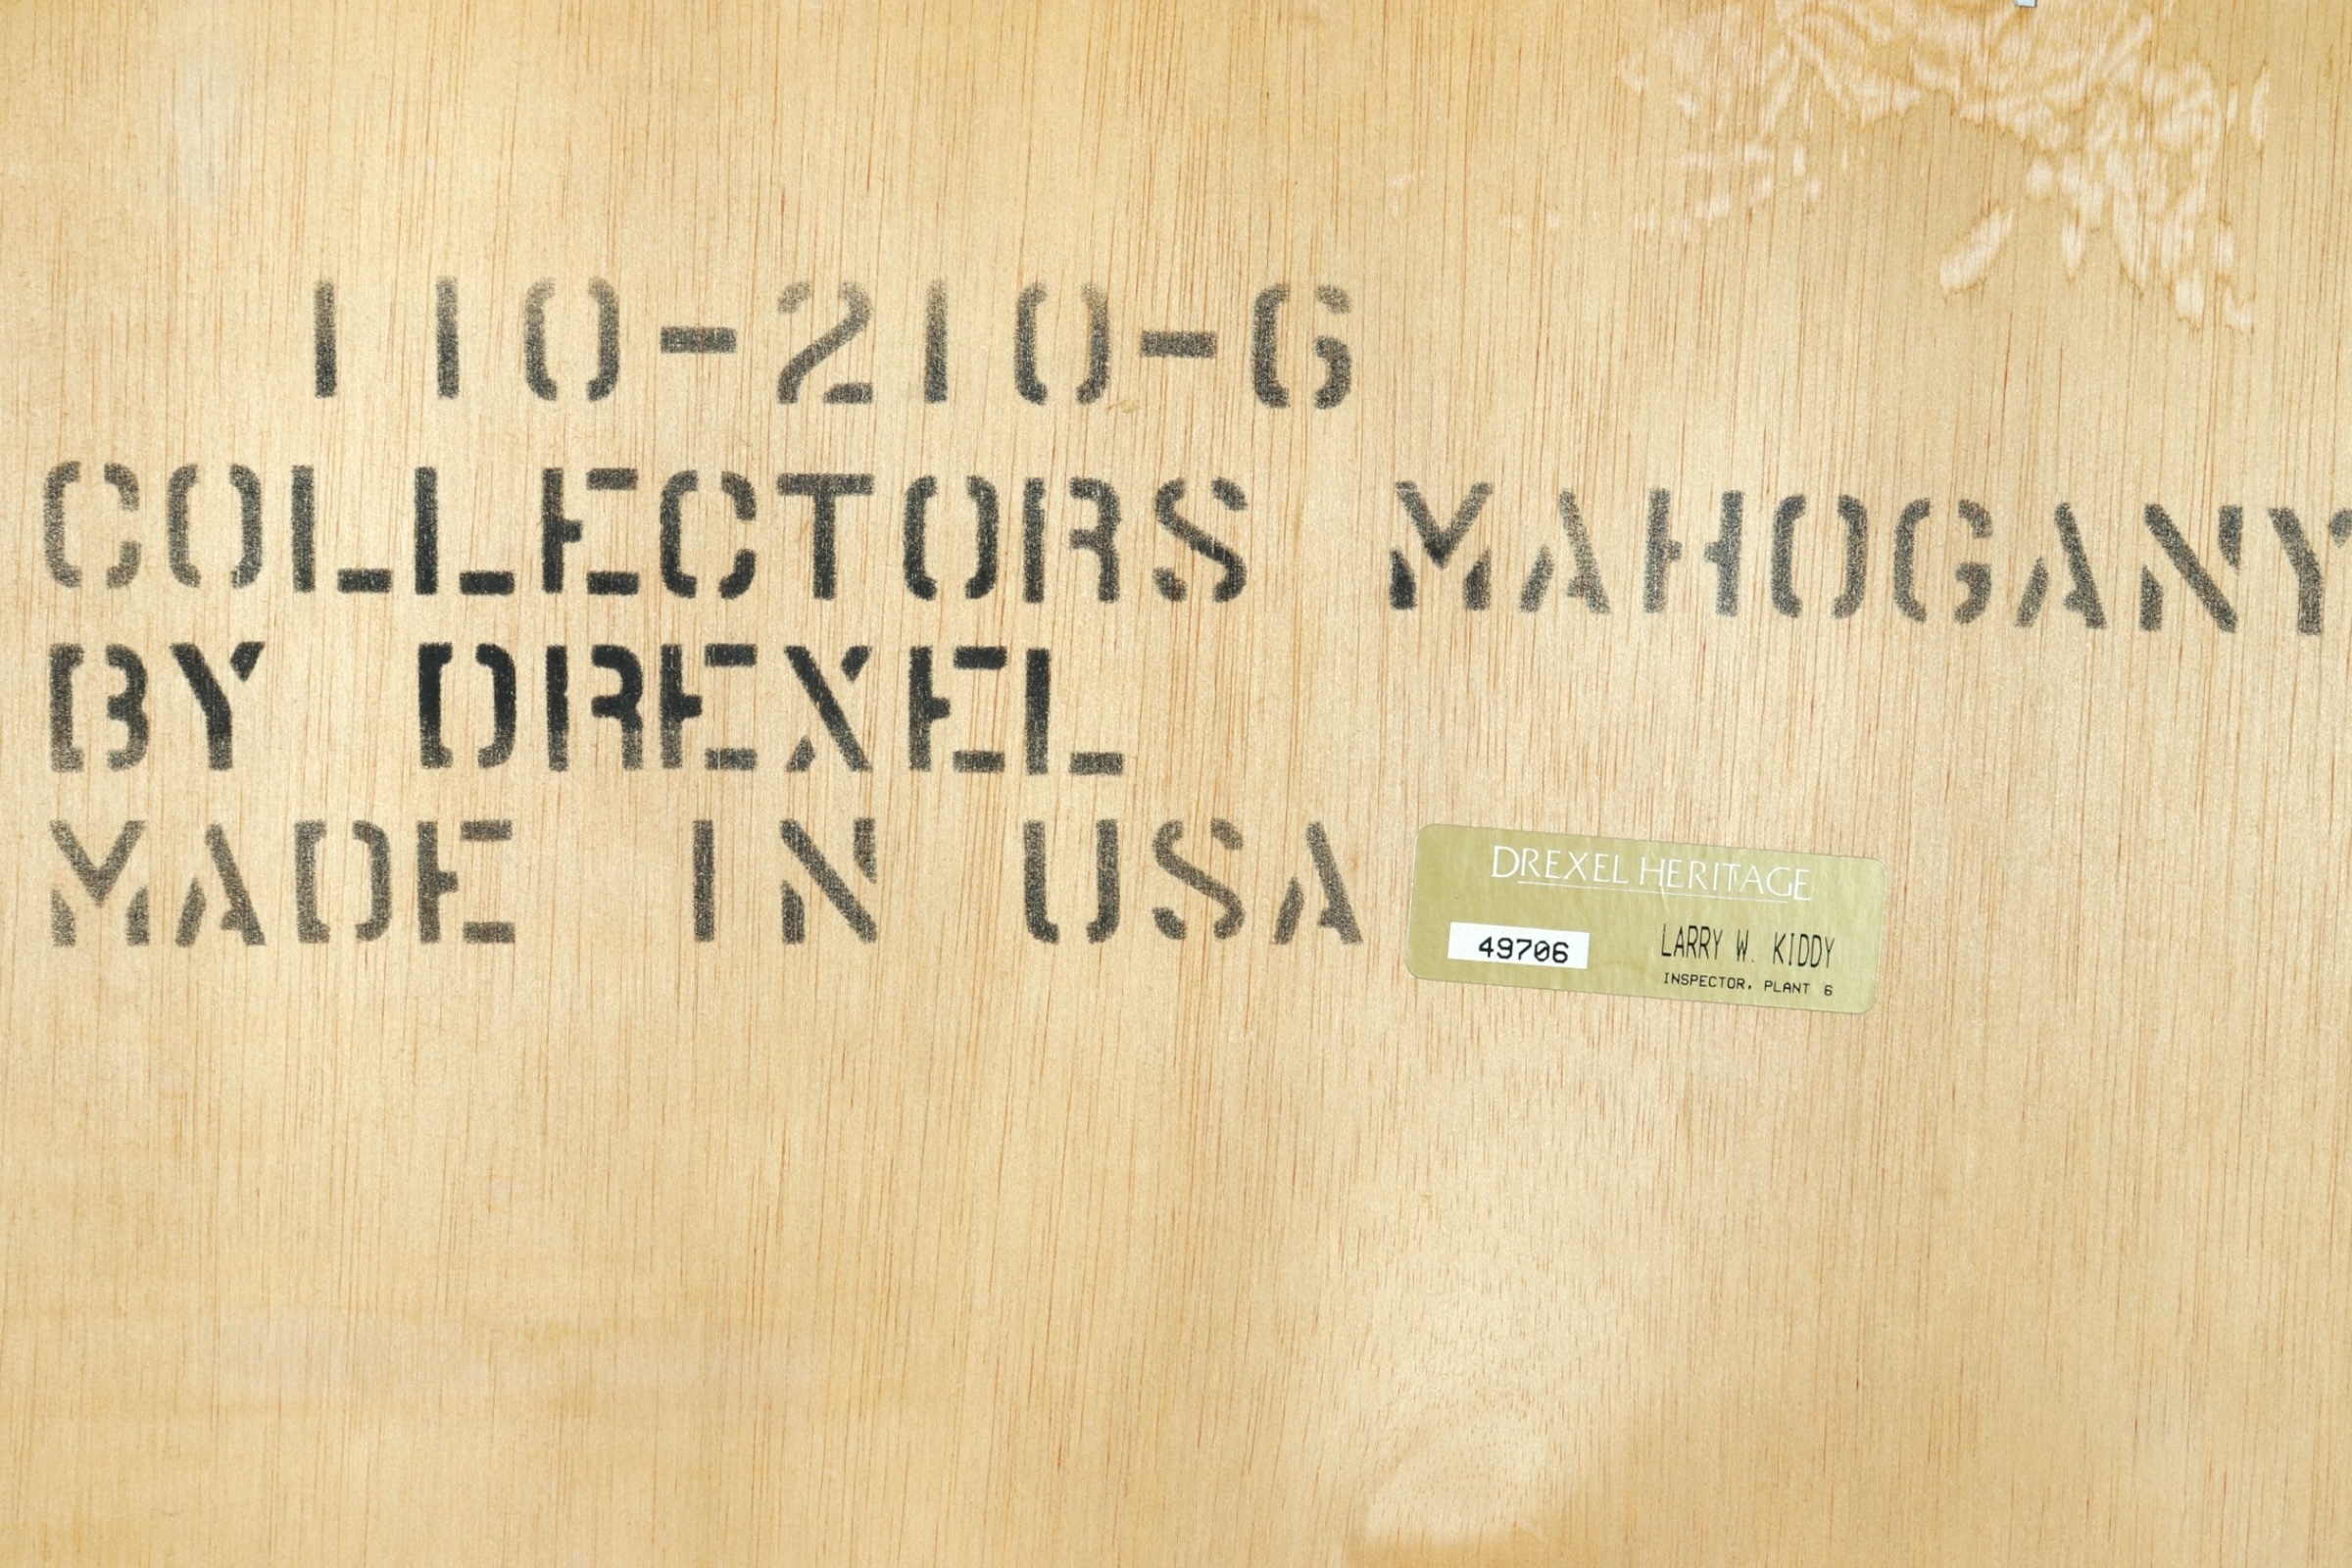 110-210-6
COLLECTORS MAHOGANY
BY DREXEL
MADE IN USA
DREXEL HERITAGE
49706
LARRY W. KIDDY
INSPECTOR, PLANT 6